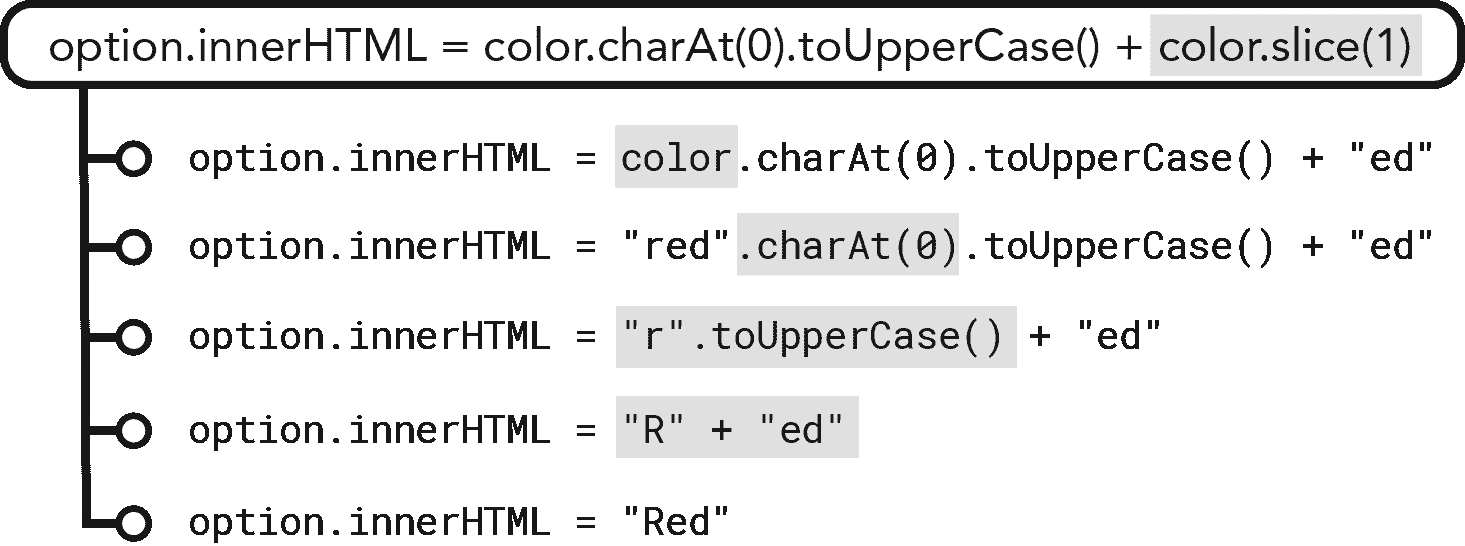 option.innerHTML = color.charAt(0).toUpperCase() + color.slice(1)
option.innerHTML = color.charAt(0).toUpperCase() + "ed"
option.innerHTML = "red".charAt(0).toUpperCase() + "ed"
option.innerHTML = "r".toUpperCase() + "ed"
option.innerHTML = "R" + "ed"
option.innerHTML = "Red"